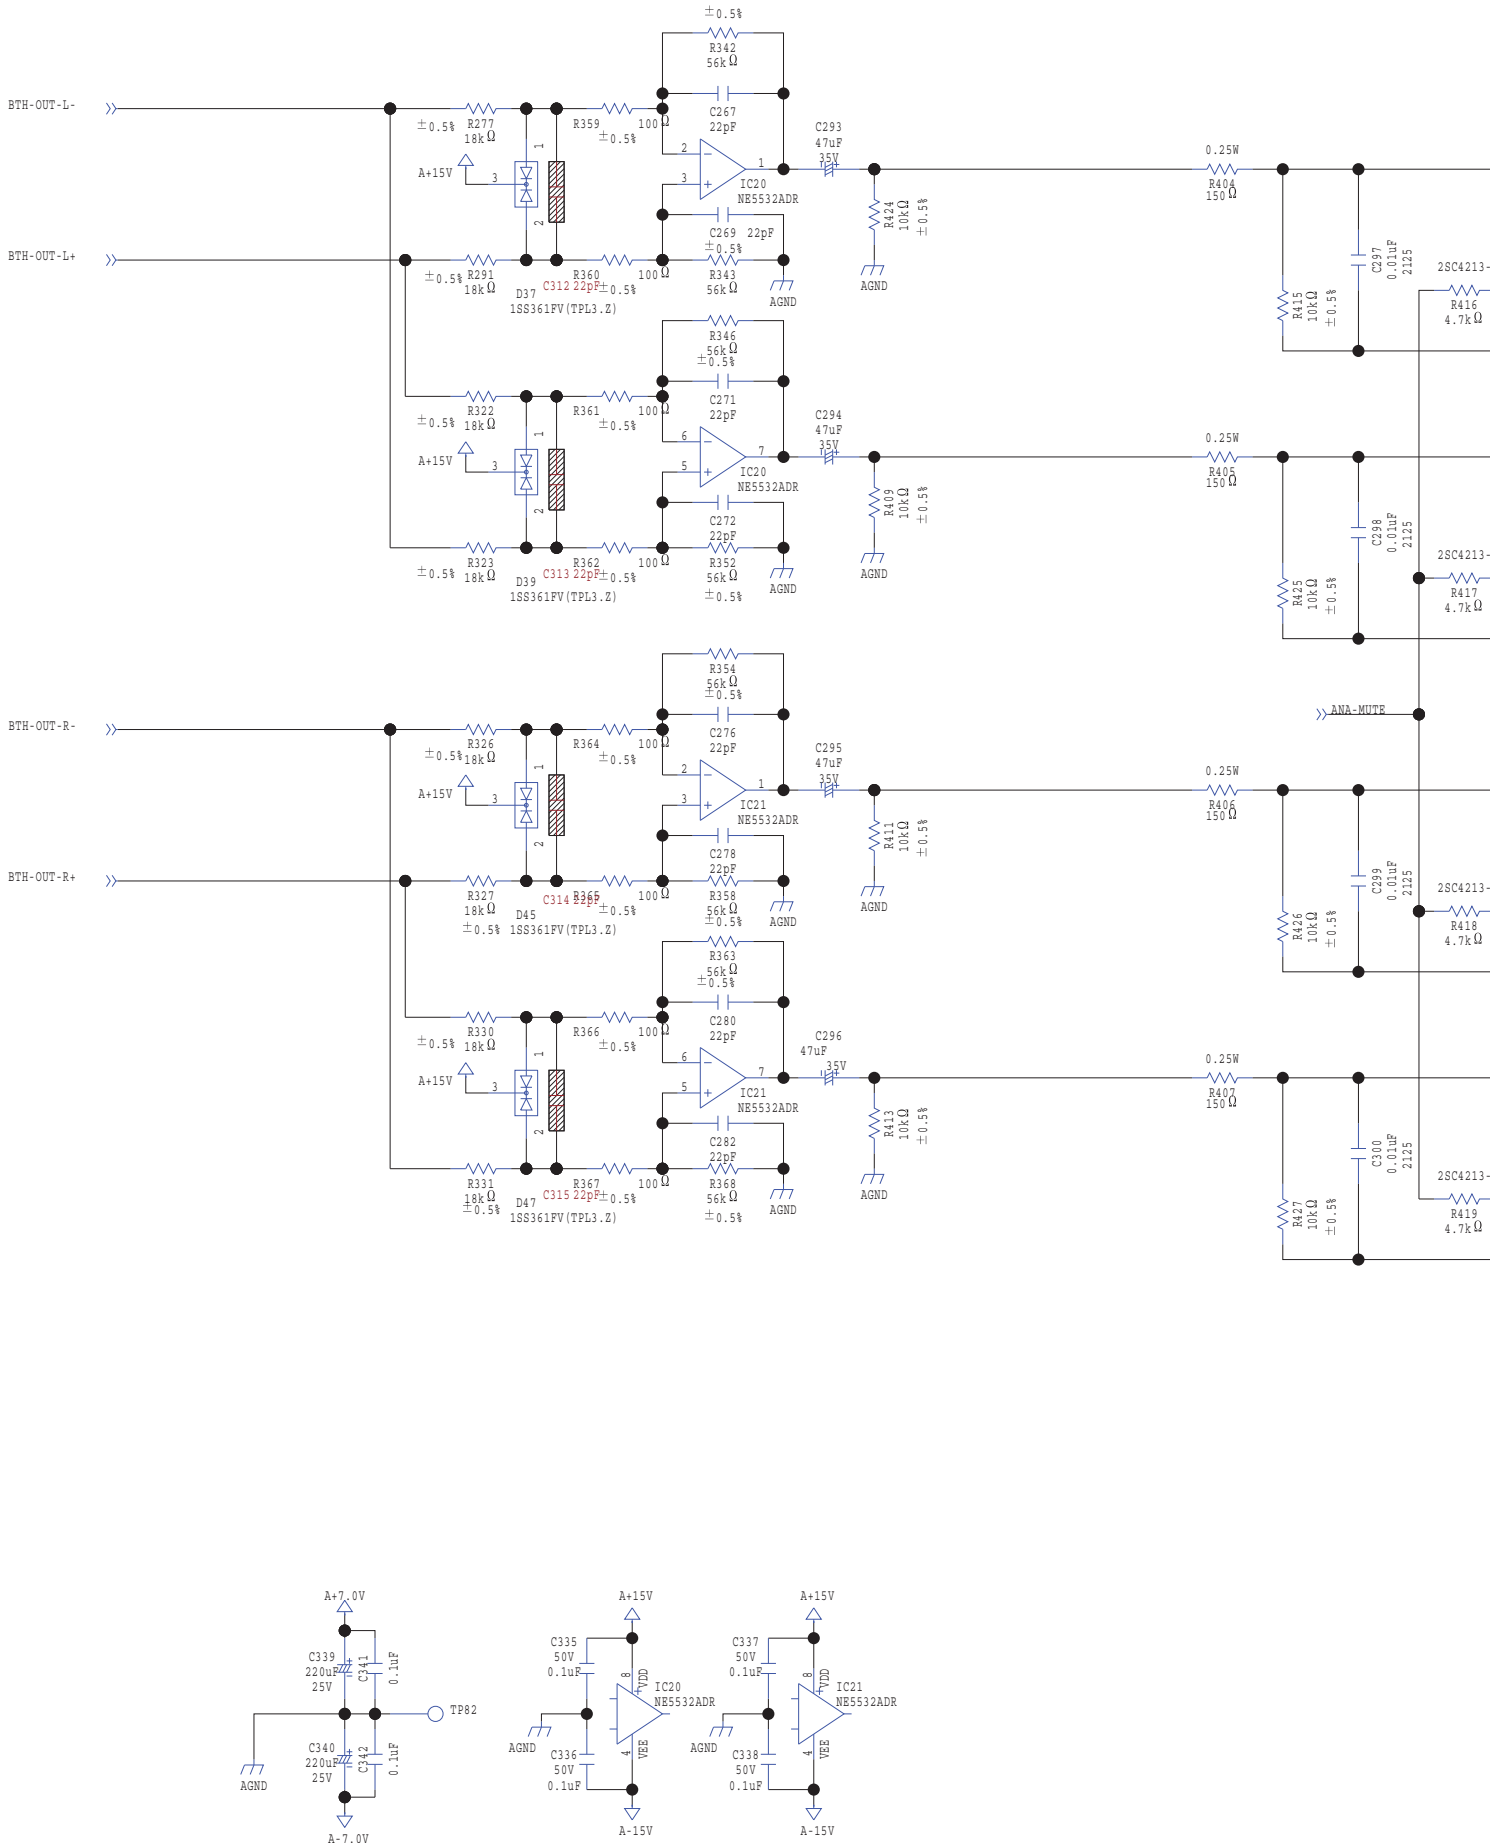 ±0.5%
R342
56kΩ
BTH-OUT-L-
±0.5%
R277
18kΩ
R359
±0.5%
100Ω
C267
22pF
A+15V
3
1
2
2
3
1
IC20
NE5532ADR
C293
47uF
35V
R424
10kΩ
±0.5%
AGND
0.25W
R404
150Ω
C269 22pF
±0.5%
R343
56kΩ
AGND
BTH-OUT-L+
±0.5%
R291
18kΩ
D37
1SS361FV(TPL3.Z)
R360
C312 22pF
±0.5%
100Ω
R415
10kΩ
±0.5%
C297
0.01uF
2125
2SC4213-
R416
4.7kΩ
R346
56kΩ
±0.5%
C271
22pF
±0.5%
R322
18kΩ
R361
±0.5%
100Ω
A+15V
3
1
2
6
5
7
IC20
NE5532ADR
C294
47uF
35V
R409
10kΩ
±0.5%
AGND
0.25W
R405
150Ω
C272
22pF
R352
56kΩ
±0.5%
AGND
±0.5%
R323
18kΩ
D39
1SS361FV(TPL3.Z)
R362
C313 22pF
±0.5%
100Ω
R425
10kΩ
±0.5%
C298
0.01uF
2125
2SC4213-
R417
4.7kΩ
R354
56kΩ
±0.5%
C276
22pF
BTH-OUT-R-
±0.5%
R326
18kΩ
R364
±0.5%
100Ω
ANA-MUTE
A+15V
3
1
2
2
3
1
IC21
NE5532ADR
C295
47uF
35V
R411
10kΩ
±0.5%
AGND
0.25W
R406
150Ω
C278
22pF
R358
56kΩ
±0.5%
AGND
BTH-OUT-R+
R327
18kΩ
±0.5%
D45
1SS361FV(TPL3.Z)
R365
C314 22pF
±0.5%
100Ω
R426
10kΩ
±0.5%
C299
0.01uF
2125
2SC4213-
R418
4.7kΩ
R363
56kΩ
±0.5%
C280
22pF
±0.5%
R330
18kΩ
R366
±0.5%
100Ω
A+15V
3
1
2
6
5
7
IC21
NE5532ADR
C296
47uF
35V
R413
10kΩ
±0.5%
AGND
0.25W
R407
150Ω
C282
22pF
R368
56kΩ
±0.5%
AGND
R331
18kΩ
±0.5%
D47
1SS361FV(TPL3.Z)
R367
C315 22pF
±0.5%
100Ω
R427
10kΩ
±0.5%
C300
0.01uF
2125
2SC4213-
R419
4.7kΩ
A+7.0V
C339
220uF
25V
C341
0.1uF
TP82
C340
220uF
25V
C342
0.1uF
AGND
A-7.0V
A+15V
C335
50V
0.1uF
8
VDD
IC20
NE5532ADR
AGND
C336
50V
0.1uF
4
VEE
A-15V
A+15V
C337
50V
0.1uF
8
VDD
IC21
NE5532ADR
AGND
C338
50V
0.1uF
4
VEE
A-15V